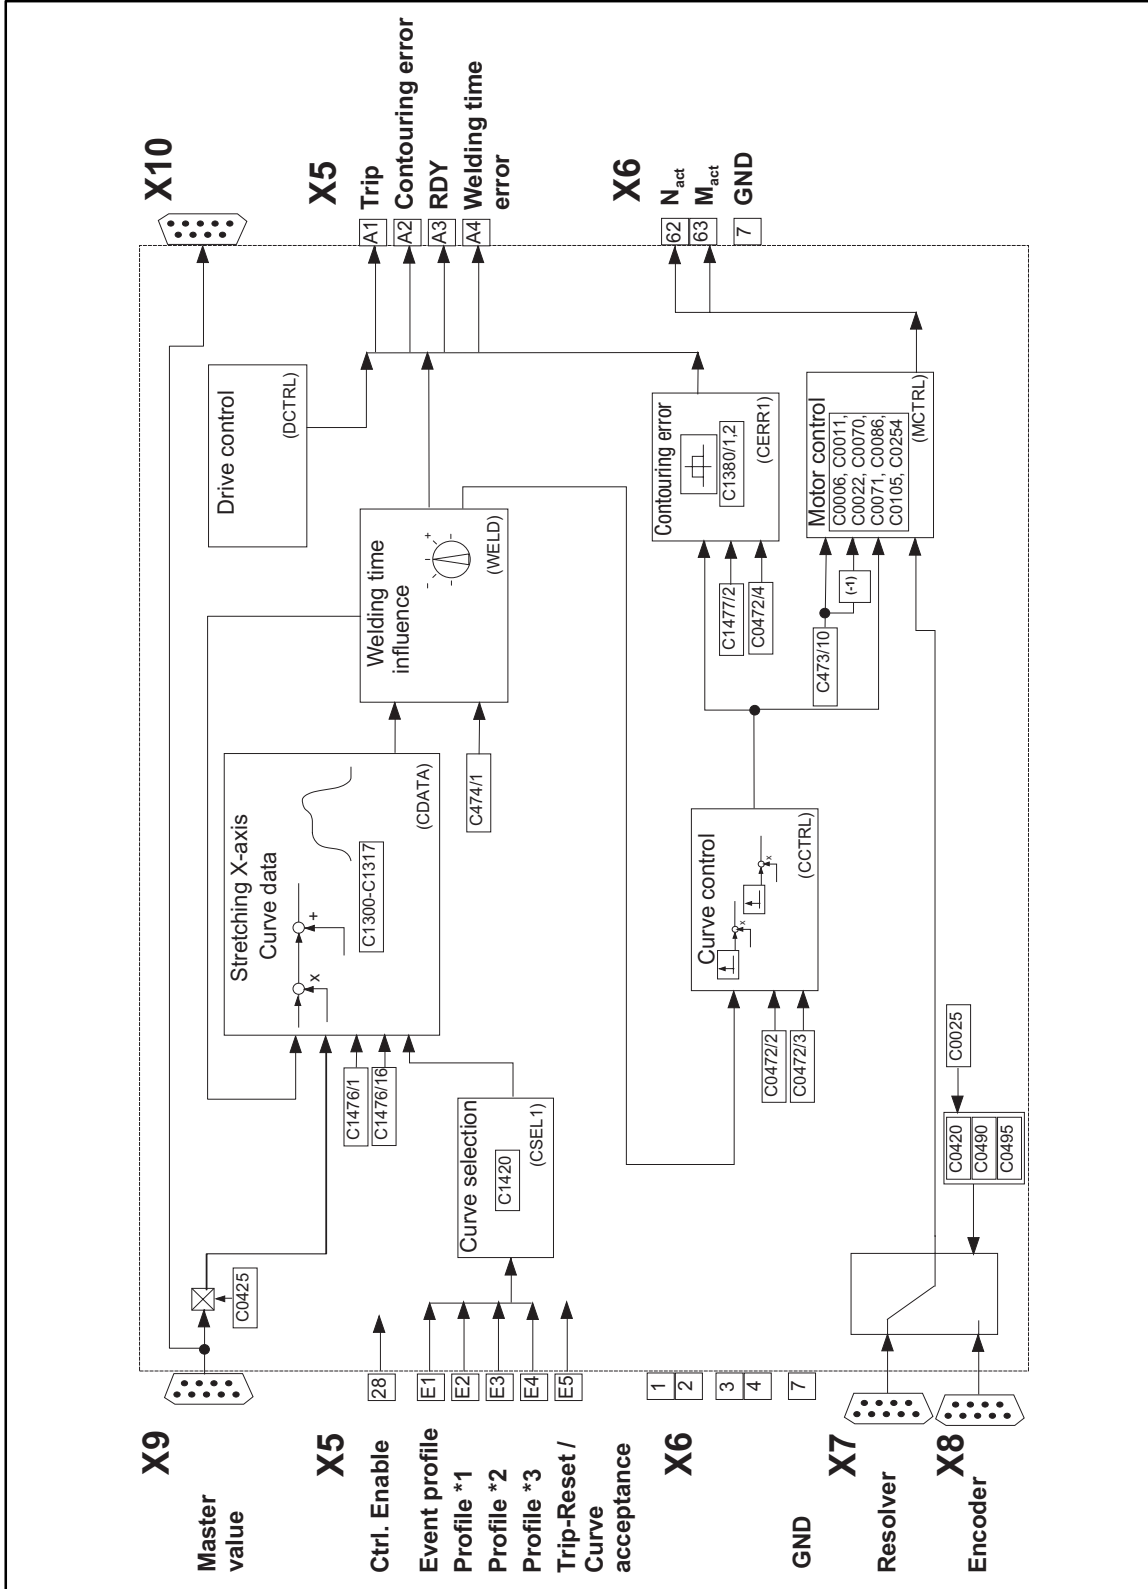 X9
Master
value
C0425
X10
Drive control
(DCTRL)
Stretching X-axis
Curve data
x
+
C1300-C1317
(CDATA)
C1476/1
C1476/16
Welding time
influence
-
+
(WELD)
C474/1
X5
Trip
A1
Contouring error
A2
RDY
A3
Welding time
error
A4
X5
Ctrl. Enable
28
Event profile
E1
Profile *1
E2
Profile *2
E3
Profile *3
E4
Trip-Reset /
Curve
acceptance
E5
Curve selection
C1420
(CSEL1)
X6
1
2
3
4
GND
7
Curve control
x
x
(CCTRL)
C0472/2
C0472/3
Contouring error
C1380/1,2
(CERR1)
C1477/2
C0472/4
C473/10
(-1)
Motor control
C0006, C0011,
C0022, C0070,
C0071, C0086,
C0105, C0254
(MCTRL)
X6
62
Nact
63
Mact
7
GND
X7
Resolver
X8
Encoder
C0420
C0490
C0495
C0025